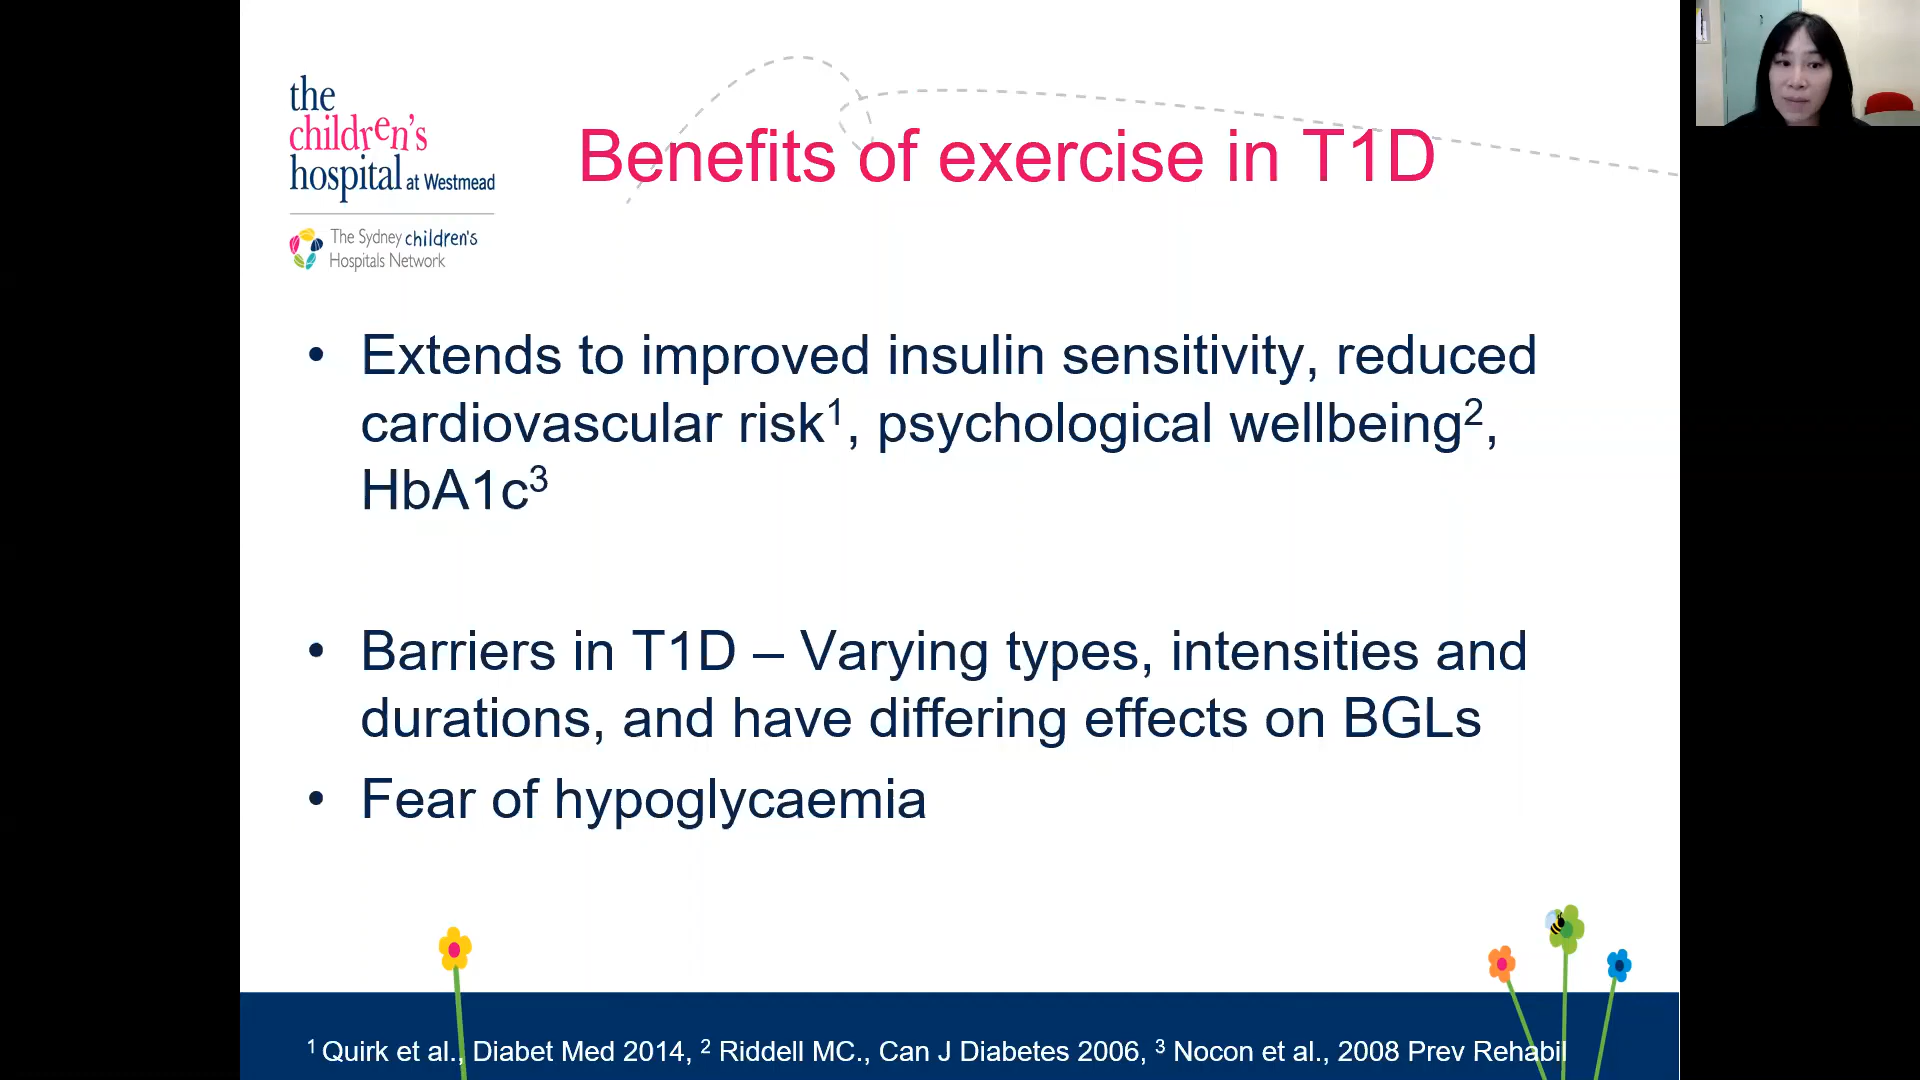 the
children's
hospital at Westmead
The Sydney children's
Hospitals Network
Benefits of exercise in T1D
• Extends to improved insulin sensitivity, reduced
cardiovascular risk1, psychological wellbeing2,
HbA1c3
• Barriers in T1D – Varying types, intensities and
durations, and have differing effects on BGLs
• Fear of hypoglycaemia
1 Quirk et al., Diabet Med 2014, 2 Riddell MC., Can J Diabetes 2006, 3 Nocon et al., 2008 Prev Rehabil